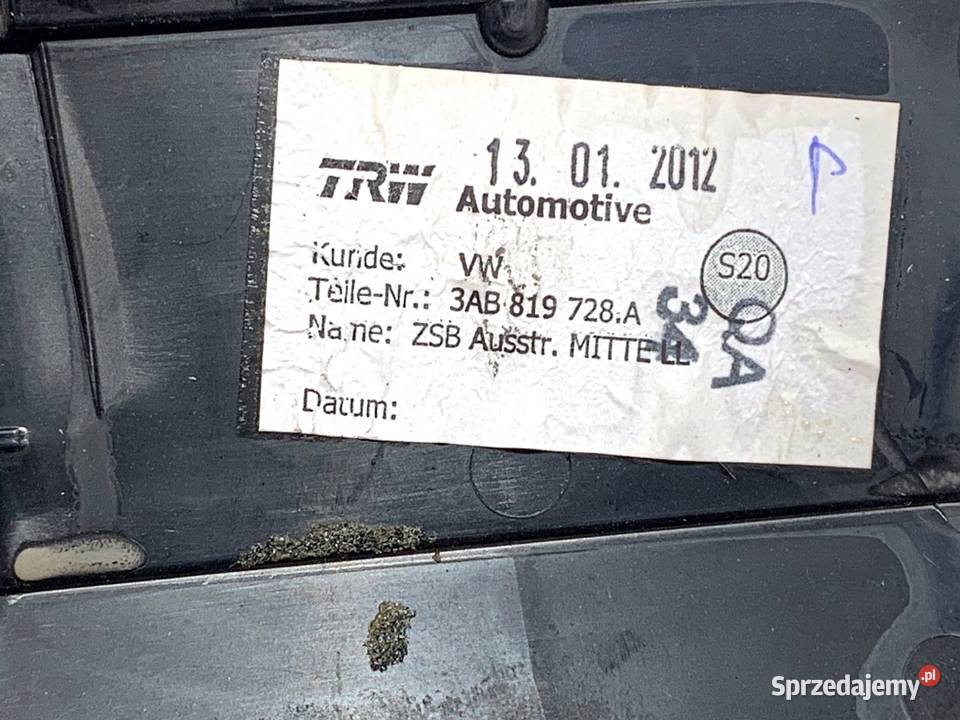 13. 01. 2012
TRW Automotive
Kunde: VW
S20
Teile-Nr.: 3AB 819 728.A
Name: ZSB Ausstr. MITTE LL
34
QA
Datum:
Sprzedajemy.pl